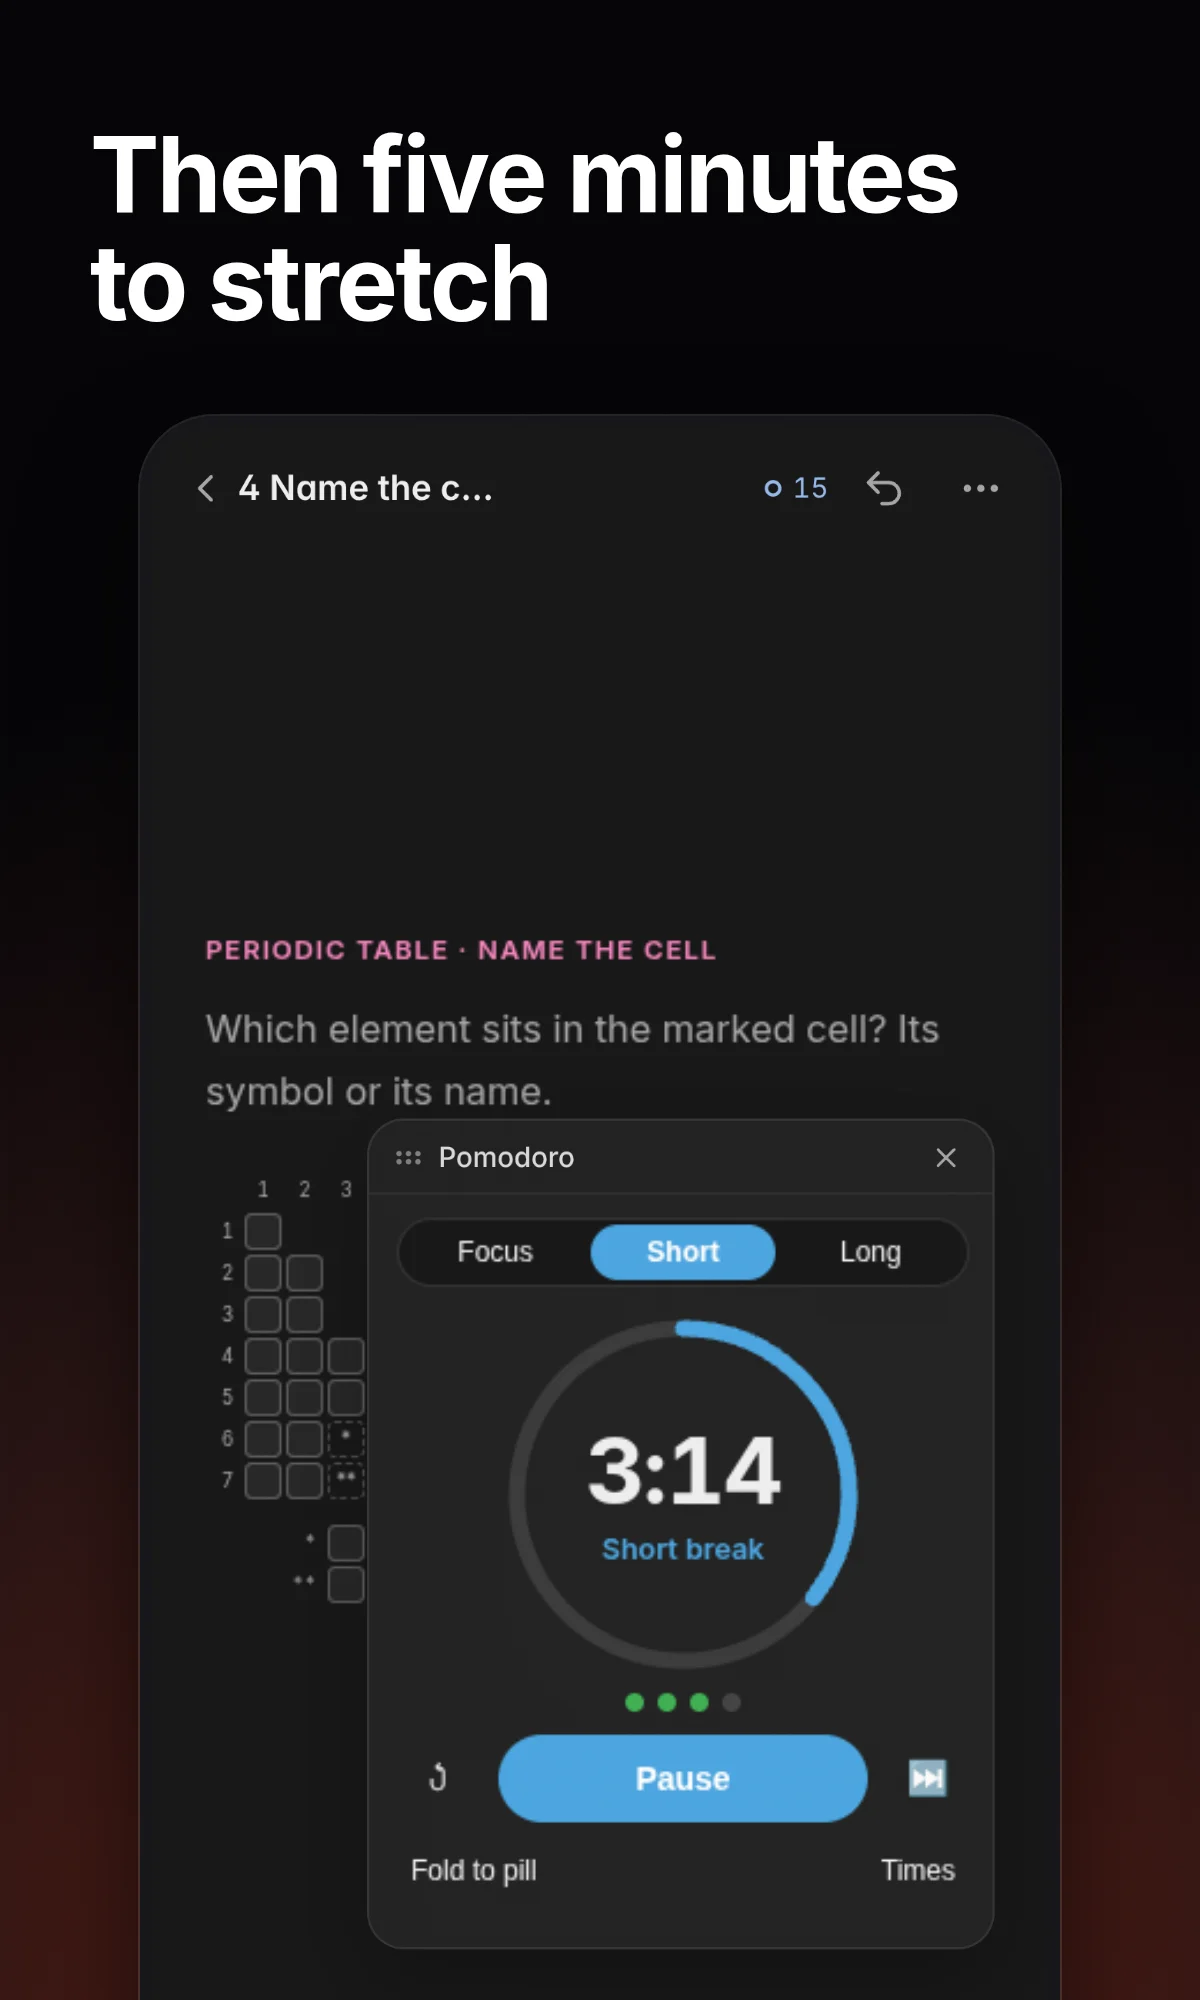 Then five minutes
to stretch
4 Name the c...
15
PERIODIC TABLE · NAME THE CELL
Which element sits in the marked cell? Its
symbol or its name.
Pomodoro
1 2 3
1
2
3
4
5
6 *
7 **
*
**
Focus Short Long
3:14
Short break
Pause
Fold to pill Times